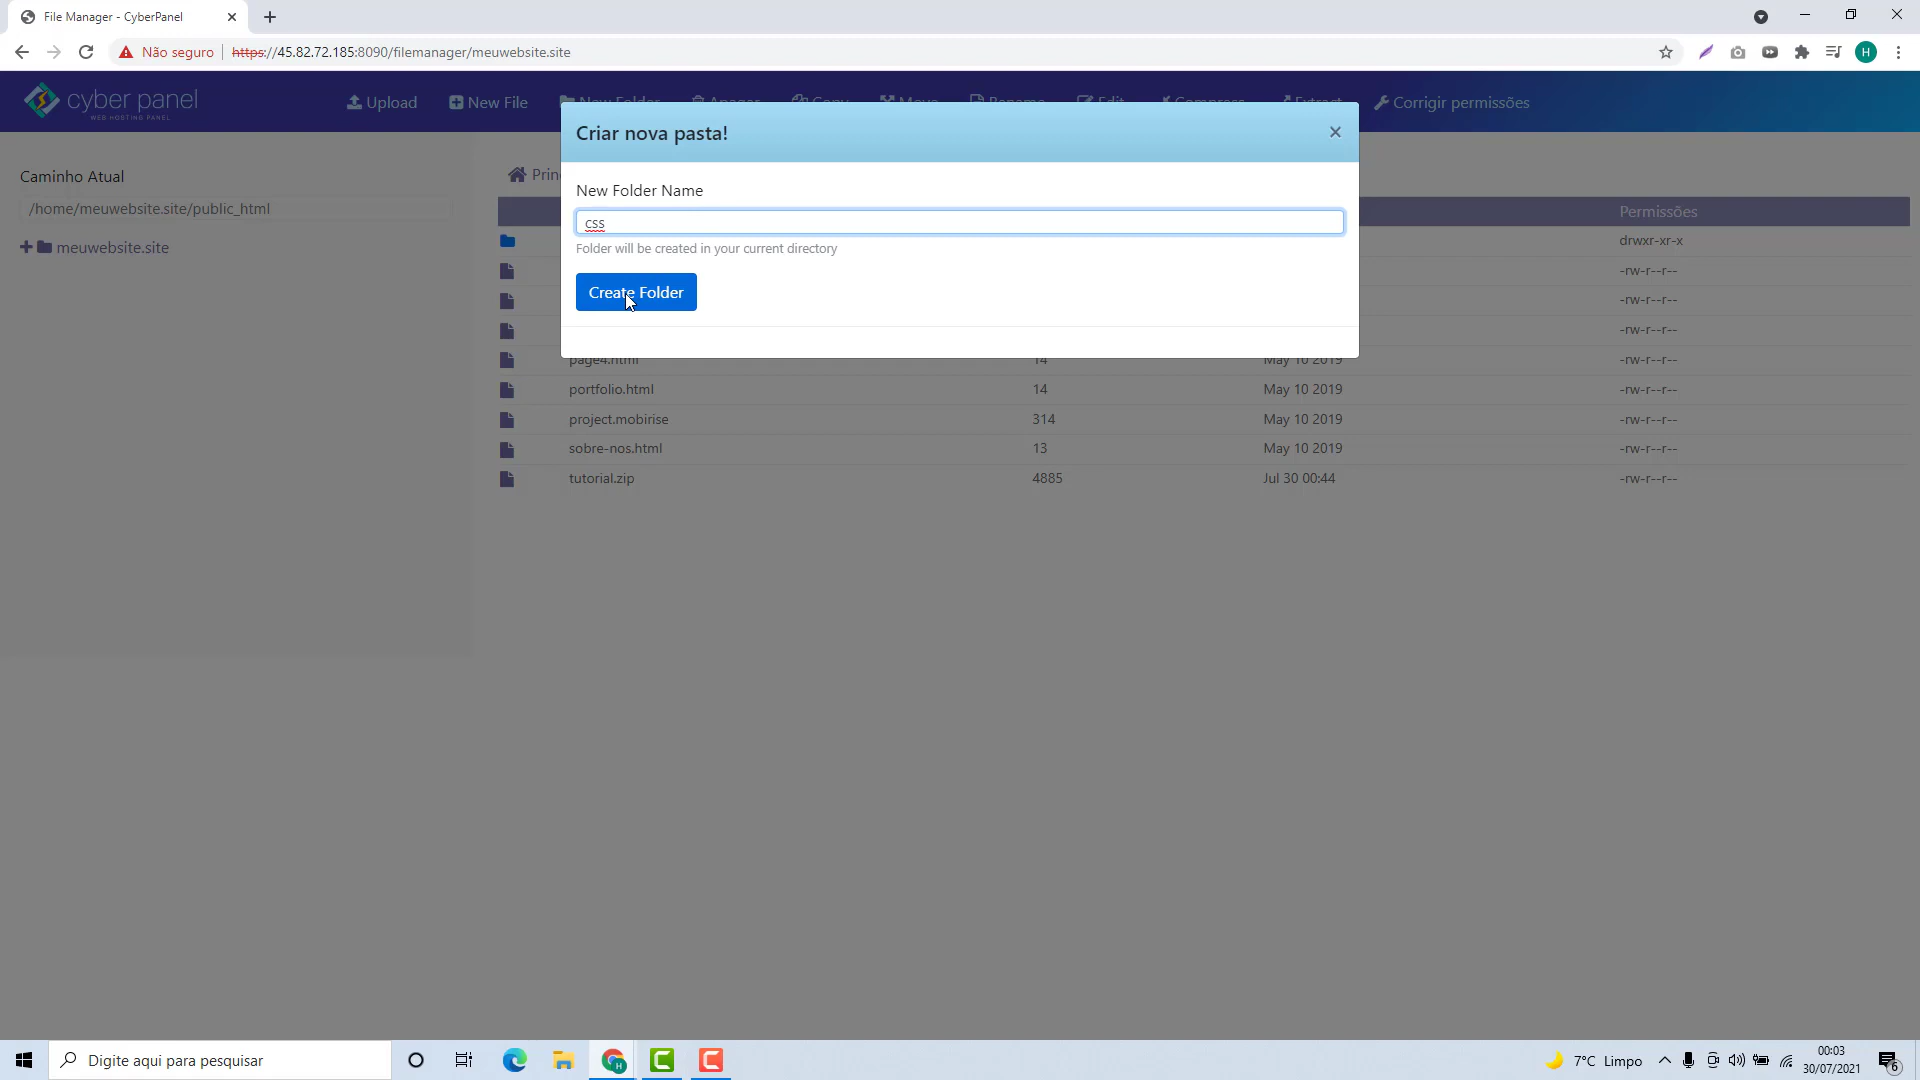 File Manager - CyberPanel
Não seguro https://45.82.72.185:8090/filemanager/meuwebsite.site
H
cyber panel
WEB HOSTING PANEL
Upload New File New Folder Apagar Copy Move Rename Edit Compress Extract Corrigir permissões
Criar nova pasta!
Caminho Atual
/home/meuwebsite.site/public_html
meuwebsite.site
New Folder Name
css
Folder will be created in your current directory
Create Folder
Permissões
drwxr-xr-x
-rw-r--r--
-rw-r--r--
-rw-r--r--
page4.html 14 May 10 2019 -rw-r--r--
portfolio.html 14 May 10 2019 -rw-r--r--
project.mobirise 314 May 10 2019 -rw-r--r--
sobre-nos.html 13 May 10 2019 -rw-r--r--
tutorial.zip 4885 Jul 30 00:44 -rw-r--r--
Digite aqui para pesquisar
H
7°C Limpo
00:03
30/07/2021
6